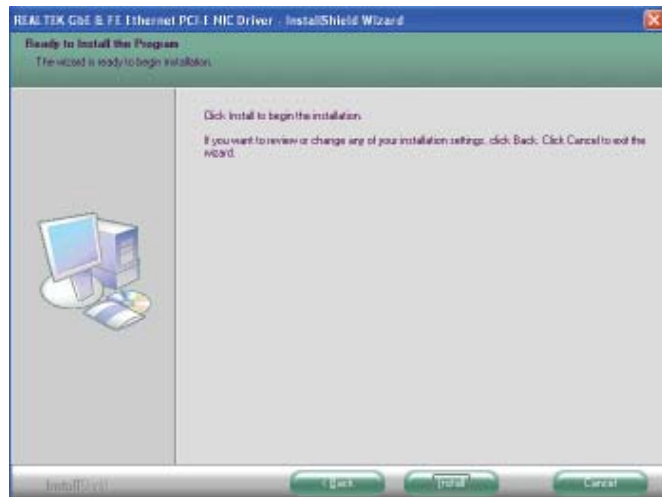 REALTEK GbE & FE Ethernet PCI-E NIC Driver - InstallShield Wizard
Ready to Install the Program
The wizard is ready to begin installation.
Click Install to begin the installation.
If you want to review or change any of your installation settings, click Back. Click Cancel to exit the
wizard.
InstallShield
< Back
Install
Cancel